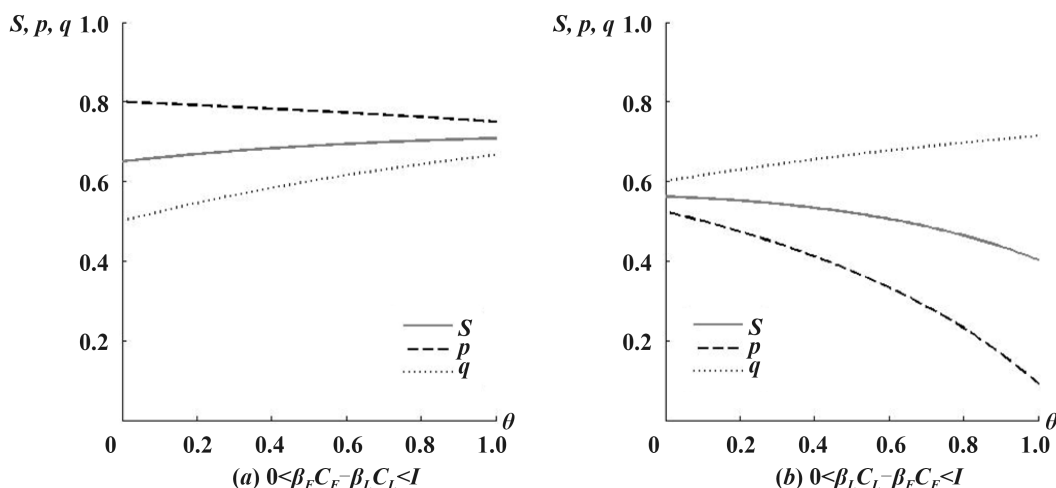 S, p, q 1.0
0.8
0.6
0.4
0.2
S
p
q
θ
0 0.2 0.4 0.6 0.8 1.0
(a) 0<β_F C_F−β_I C_I<I
S, p, q 1.0
0.8
0.6
0.4
0.2
S
p
q
θ
0 0.2 0.4 0.6 0.8 1.0
(b) 0<β_I C_I−β_F C_F<I